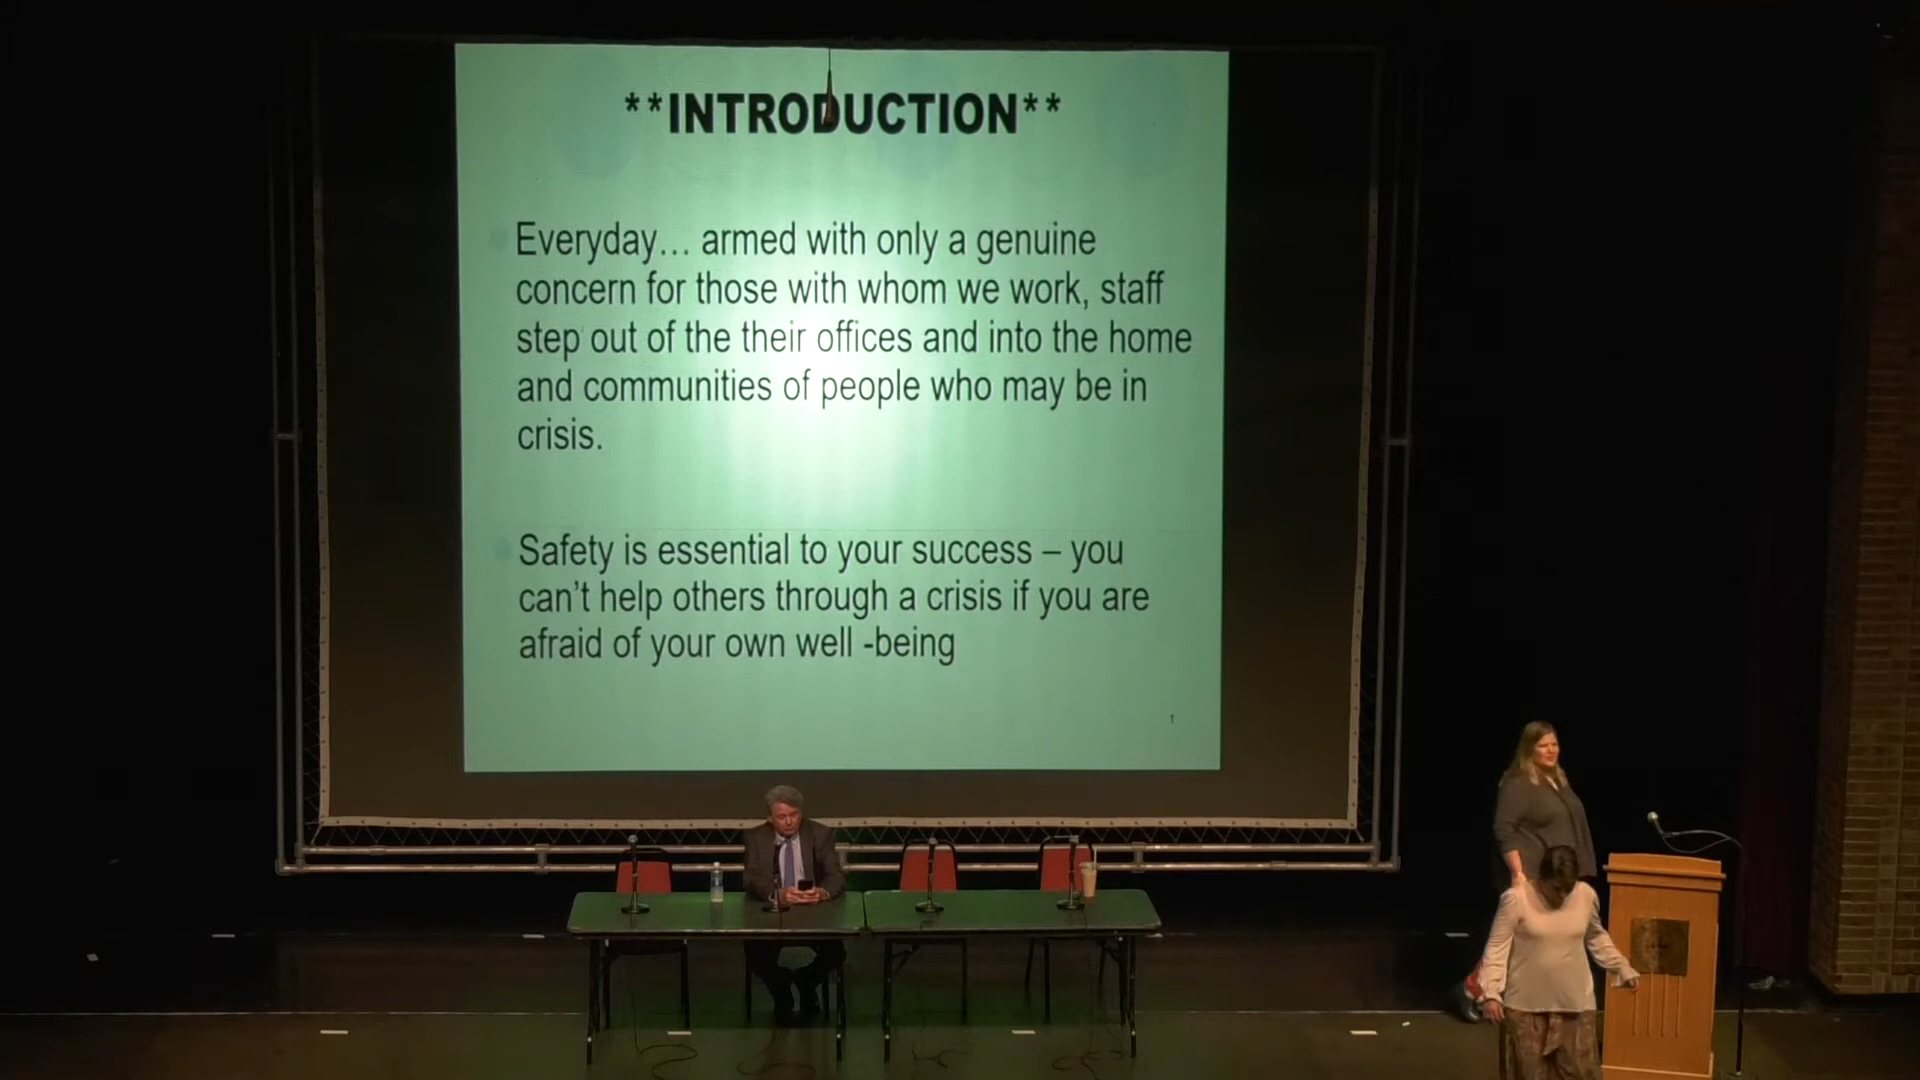 **INTRODUCTION**
Everyday... armed with only a genuine
concern for those with whom we work, staff
step out of the their offices and into the home
and communities of people who may be in
crisis.
Safety is essential to your success – you
can't help others through a crisis if you are
afraid of your own well -being
1